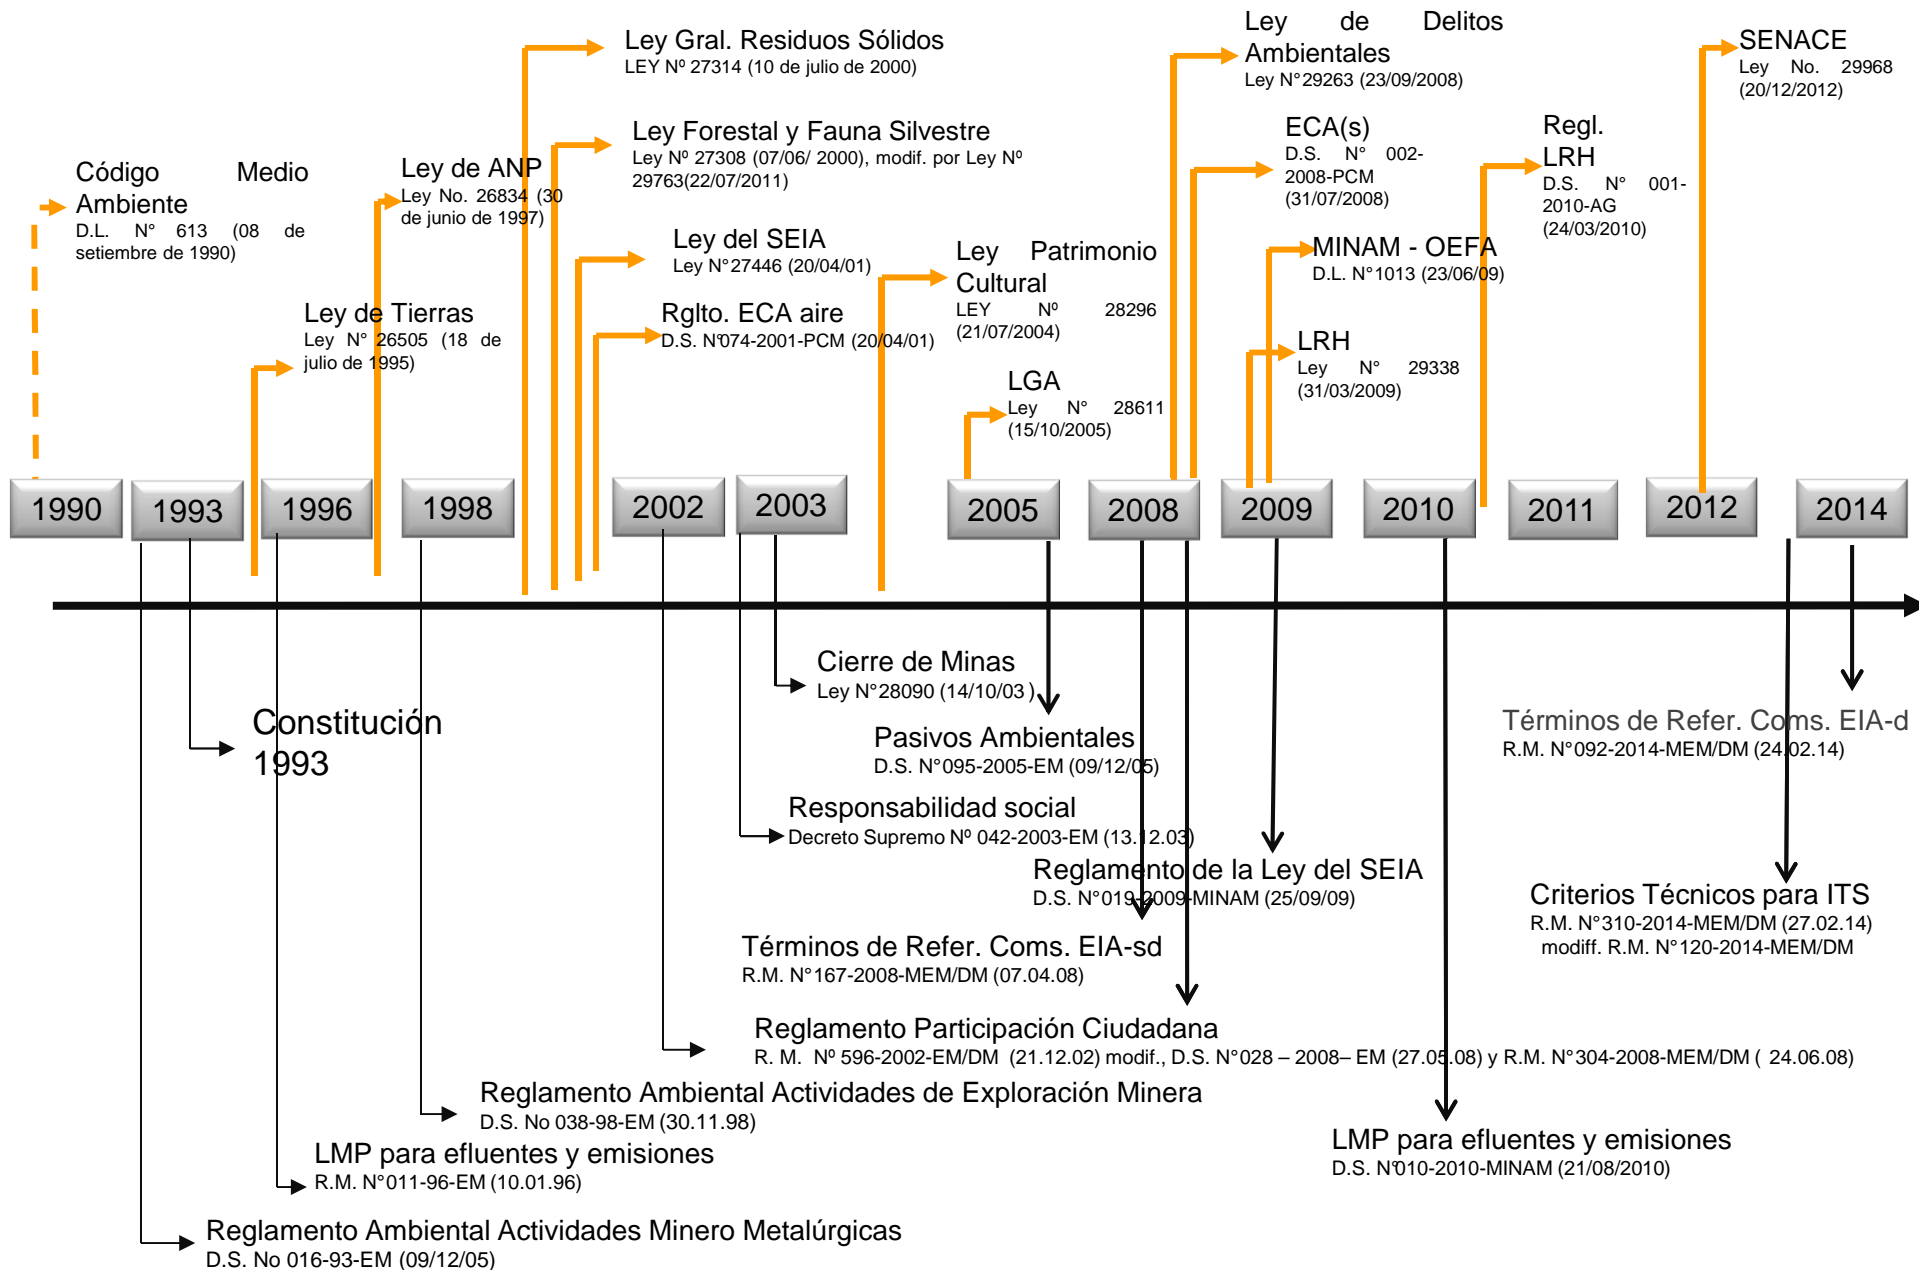 Ley Gral. Residuos Sólidos
LEY Nº 27314 (10 de julio de 2000)
Ley de Delitos
Ambientales
Ley N°29263 (23/09/2008)
SENACE
Ley No. 29968
(20/12/2012)
Ley Forestal y Fauna Silvestre
Ley Nº 27308 (07/06/ 2000), modif. por Ley Nº
29763(22/07/2011)
ECA(s)
D.S. N° 002-
2008-PCM
(31/07/2008)
Regl.
LRH
D.S. N° 001-
2010-AG
(24/03/2010)
Código Medio
Ambiente
D.L. N° 613 (08 de
setiembre de 1990)
Ley de ANP
Ley No. 26834 (30
de junio de 1997)
Ley del SEIA
Ley N°27446 (20/04/01)
Ley Patrimonio
Cultural
LEY Nº 28296
(21/07/2004)
MINAM - OEFA
D.L. N°1013 (23/06/09)
Ley de Tierras
Ley N° 26505 (18 de
julio de 1995)
Rglto. ECA aire
D.S. N°074-2001-PCM (20/04/01)
LRH
Ley N° 29338
(31/03/2009)
LGA
Ley N° 28611
(15/10/2005)
1990
1993
1996
1998
2002
2003
2005
2008
2009
2010
2011
2012
2014
Cierre de Minas
Ley N°28090 (14/10/03 )
Constitución
1993
Pasivos Ambientales
D.S. N°095-2005-EM (09/12/05)
Términos de Refer. Coms. EIA-d
R.M. N°092-2014-MEM/DM (24.02.14)
Responsabilidad social
Decreto Supremo Nº 042-2003-EM (13.12.03)
Reglamento de la Ley del SEIA
D.S. N°019-2009-MINAM (25/09/09)
Criterios Técnicos para ITS
R.M. N°310-2014-MEM/DM (27.02.14)
modiff. R.M. N°120-2014-MEM/DM
Términos de Refer. Coms. EIA-sd
R.M. N°167-2008-MEM/DM (07.04.08)
Reglamento Participación Ciudadana
R. M. Nº 596-2002-EM/DM (21.12.02) modif., D.S. N°028 – 2008– EM (27.05.08) y R.M. N°304-2008-MEM/DM ( 24.06.08)
Reglamento Ambiental Actividades de Exploración Minera
D.S. No 038-98-EM (30.11.98)
LMP para efluentes y emisiones
R.M. N°011-96-EM (10.01.96)
LMP para efluentes y emisiones
D.S. N°010-2010-MINAM (21/08/2010)
Reglamento Ambiental Actividades Minero Metalúrgicas
D.S. No 016-93-EM (09/12/05)